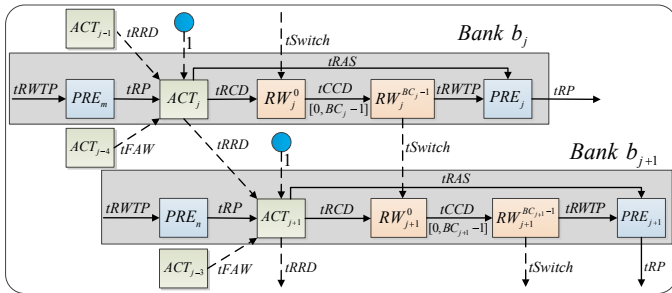 ACT_{j-1} tRRD 1 tSwitch Bank b_j
tRAS
tRWTP PRE_m tRP ACT_j tRCD RW_j^0 tCCD RW_j^{BC_j-1} tRWTP PRE_j tRP
[0, BC_j -1]
ACT_{j-4} tFAW tRRD 1 tSwitch Bank b_{j+1}
tRAS
tRWTP PRE_n tRP ACT_{j+1} tRCD RW_{j+1}^0 tCCD RW_{j+1}^{BC_{j+1}-1} tRWTP PRE_{j+1}
[0, BC_{j+1} -1]
ACT_{j-3} tFAW tRRD tSwitch tRP